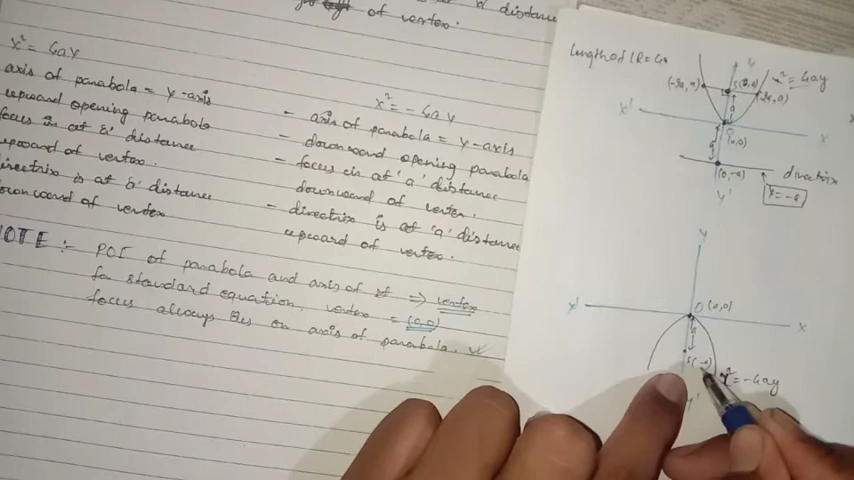 of vertex.
distance
x² = 4ay
axis of parabola = y-axis
upward opening parabola
focus is at 'a' distance
upward of vertex.
directrix is at 'a' distance
downward of vertex
x² = -4ay
- axis of parabola = y-axis
- downward opening parabola
- focus is at 'a' distance
downward of vertex.
- directrix is at 'a' distance
upward of vertex.
NOTE :- POI of parabola and axis of it ⇒ vertex
for standard equation, vertex = (0,0)
focus always lies on axis of parabola.
length of LR = 4a
y
x² = 4ay
(-2a, a)
(2a, a)
a
x'
O
x
(0,0)
a
directrix
(0,-a)
y = -a
y'
y
O (0,0)
x'
x
a
x² = -4ay
y'